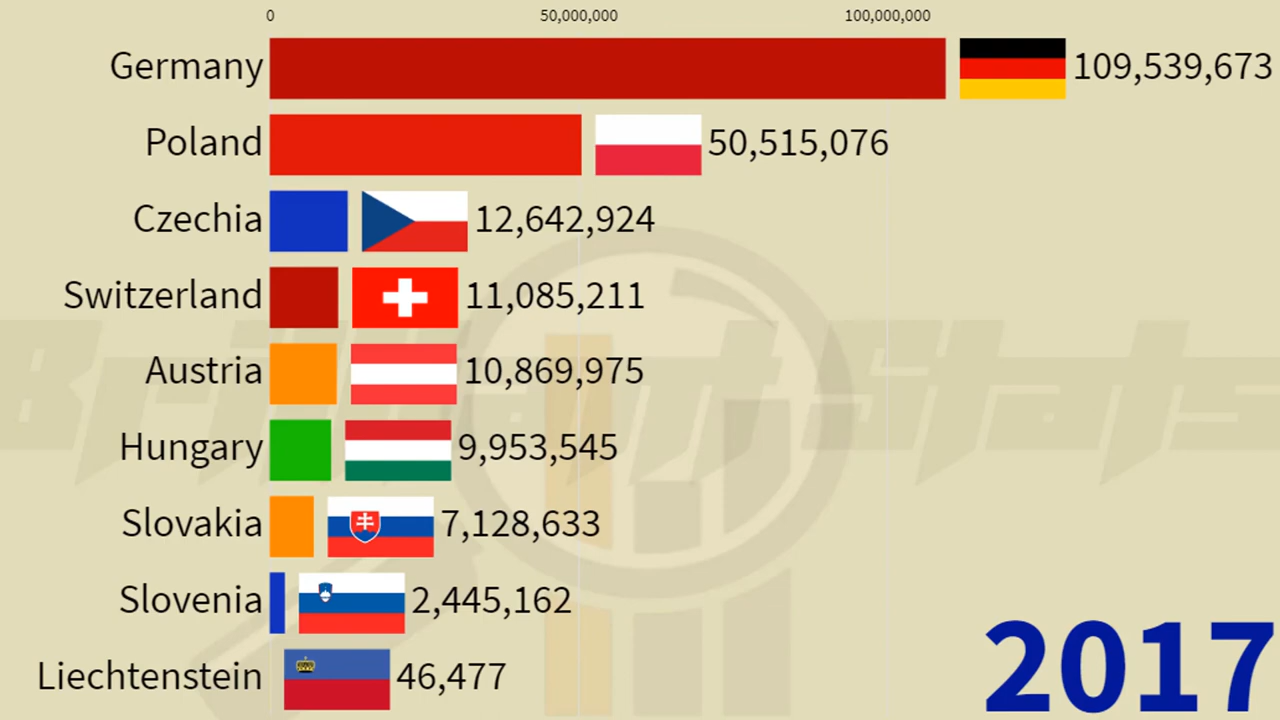 0 50,000,000 100,000,000
Germany 109,539,673
Poland 50,515,076
Czechia 12,642,924
Switzerland 11,085,211
Austria 10,869,975
Brilliant Stats
Hungary 9,953,545
Slovakia 7,128,633
Slovenia 2,445,162
Liechtenstein 46,477
2017